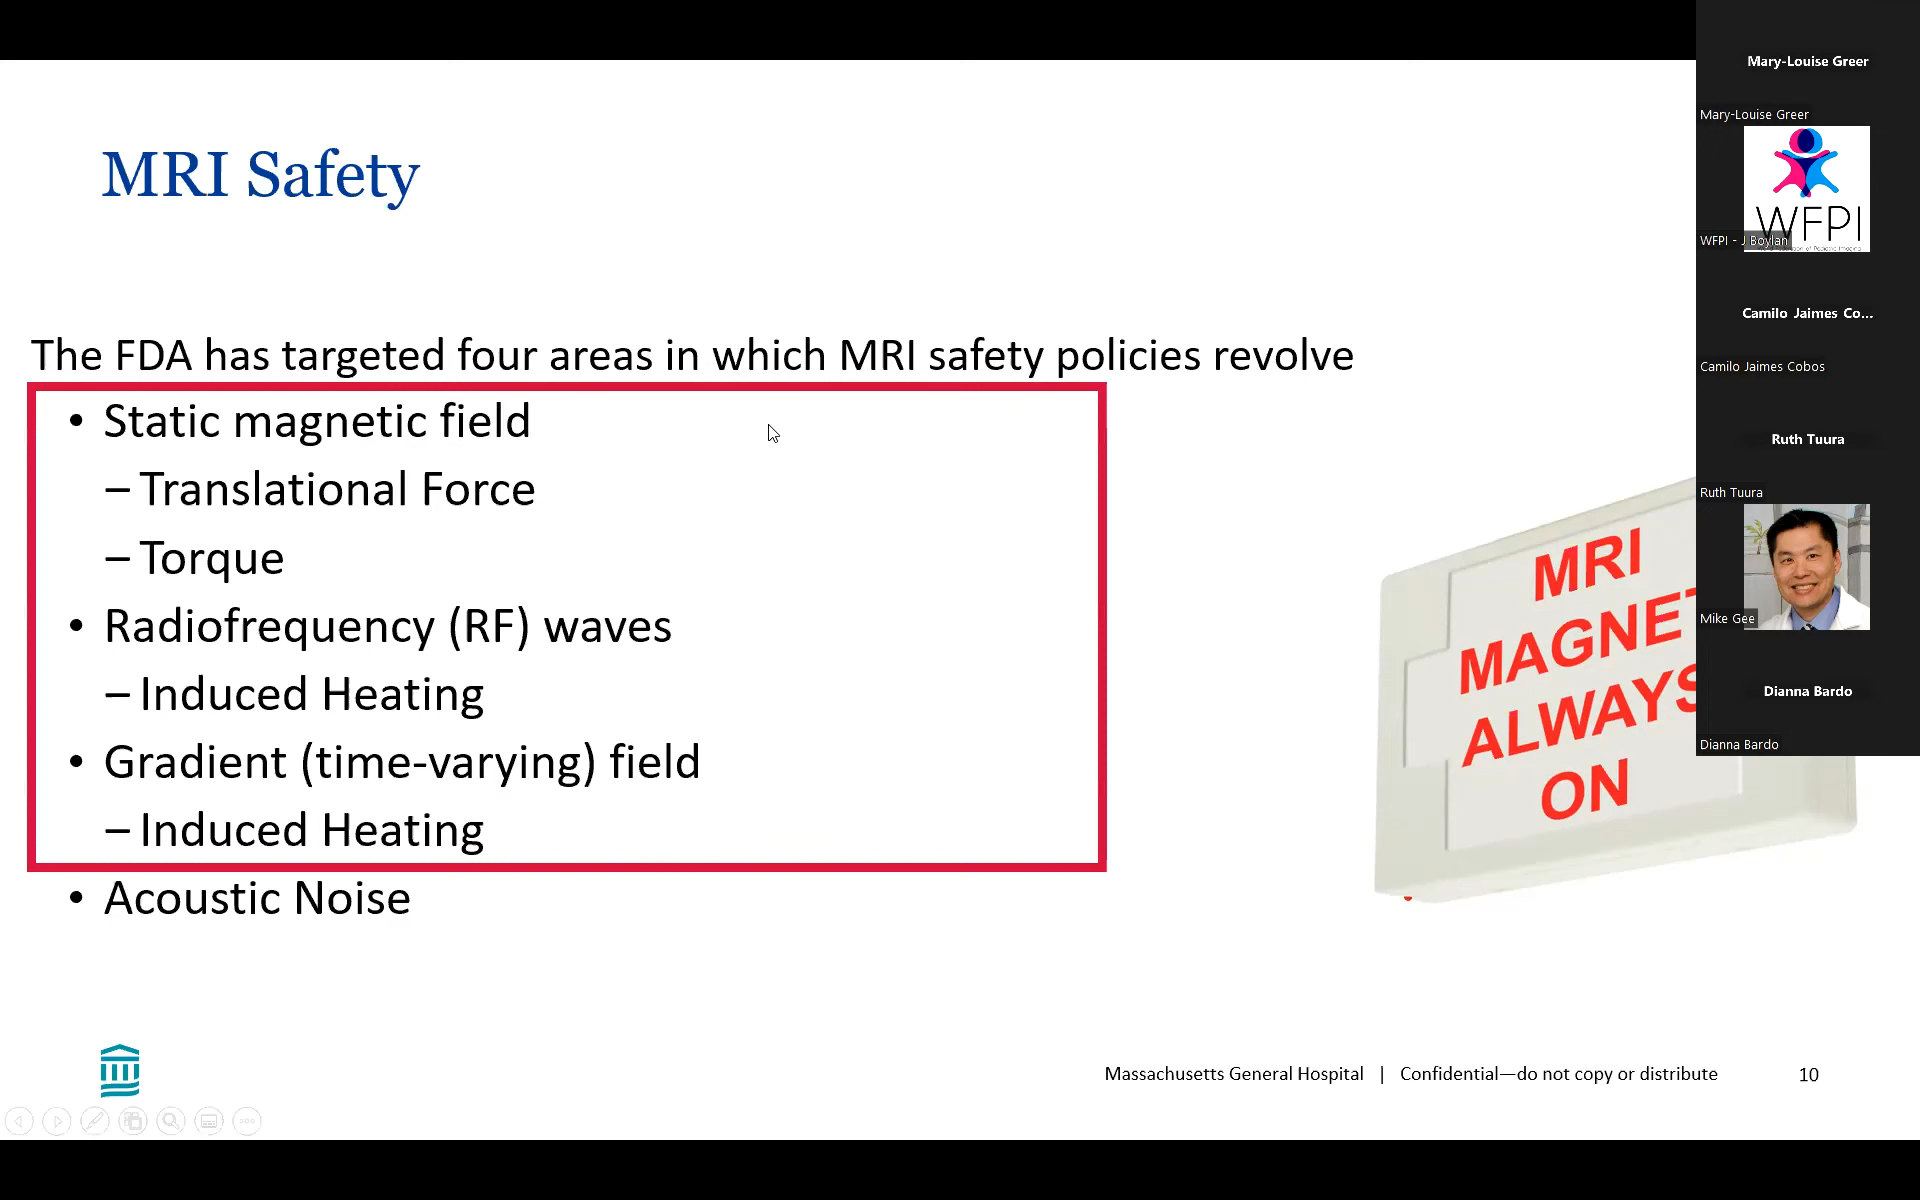 MRI Safety
The FDA has targeted four areas in which MRI safety policies revolve
• Static magnetic field
– Translational Force
– Torque
• Radiofrequency (RF) waves
– Induced Heating
• Gradient (time-varying) field
– Induced Heating
• Acoustic Noise
MRI
MAGNET
ALWAYS
ON
Massachusetts General Hospital | Confidential—do not copy or distribute
10
Mary-Louise Greer
Mary-Louise Greer
WFPI
WFPI - J Boylan
Camilo Jaimes Co...
Camilo Jaimes Cobos
Ruth Tuura
Ruth Tuura
Mike Gee
Dianna Bardo
Dianna Bardo